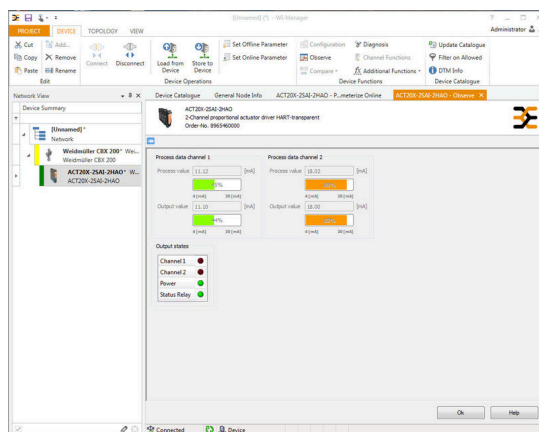 [Unnamed] (*) - WI-Manager
PROJECT DEVICE TOPOLOGY VIEW Administrator
Cut Add... Set Offline Parameter Configuration Diagnosis Update Catalogue
Copy Remove Connect Disconnect Load from Device Store to Device Set Online Parameter Observe Channel Functions Filter on Allowed
Paste Rename Compare Additional Functions DTM Info
Edit Device Operations Device Functions Device Catalogue
Network View Device Catalogue General Node Info ACT20X-2SAI-2HAO - P...meterize Online ACT20X-2SAI-2HAO - Observe
Device Summary
ACT20X-2SAI-2HAO
2-Channel proportional actuator driver HART-transparent
Order-No. 8965460000
[Unnamed]*
Network
Weidmüller CBX 200* Wei...
Weidmüller CBX 200
ACT20X-2SAI-2HAO* W...
ACT20X-2SAI-2HAO
Process data channel 1 Process data channel 2
Process value 11.12 [mA] Process value 18.02 [mA]
4 [mA] 20 [mA] 4 [mA] 20 [mA]
Output value 11.10 [mA] Output value 18.00 [mA]
4 [mA] 20 [mA] 4 [mA] 20 [mA]
Output states
Channel 1
Channel 2
Power
Status Relay
Ok Help
Connected Device